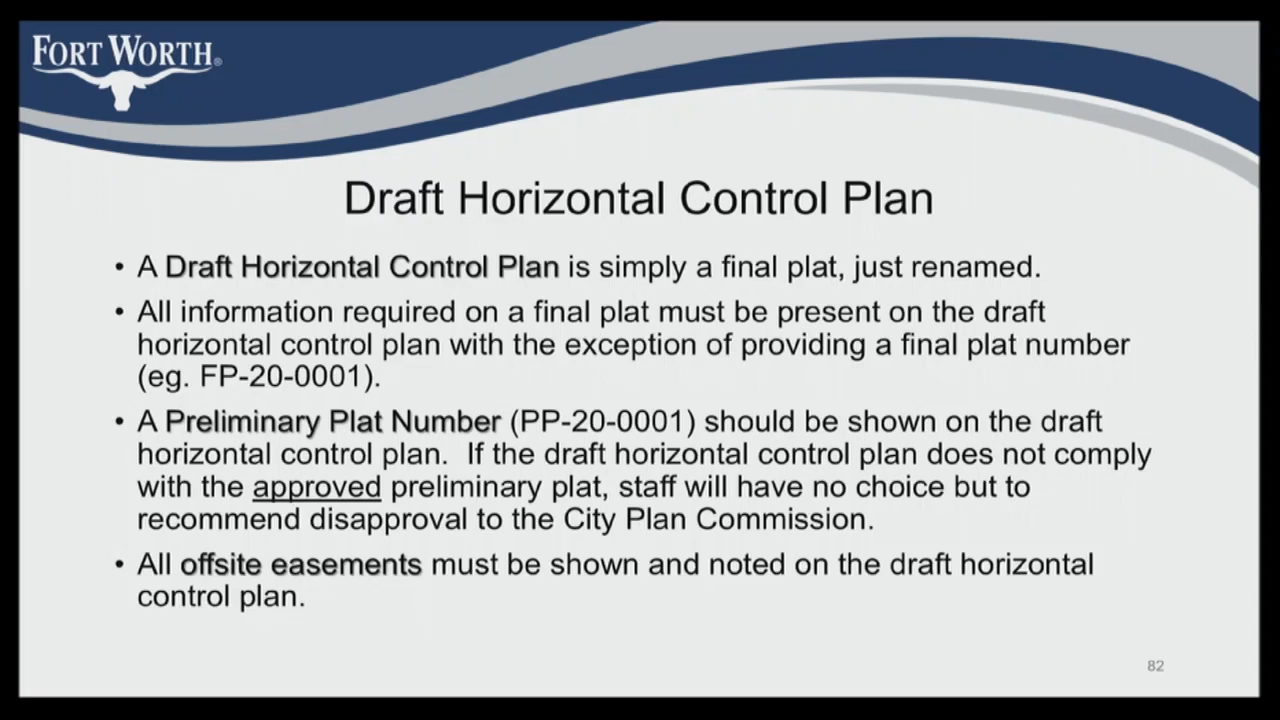 FORT WORTH®
Draft Horizontal Control Plan
• A Draft Horizontal Control Plan is simply a final plat, just renamed.
• All information required on a final plat must be present on the draft
horizontal control plan with the exception of providing a final plat number
(eg. FP-20-0001).
• A Preliminary Plat Number (PP-20-0001) should be shown on the draft
horizontal control plan.  If the draft horizontal control plan does not comply
with the approved preliminary plat, staff will have no choice but to
recommend disapproval to the City Plan Commission.
• All offsite easements must be shown and noted on the draft horizontal
control plan.
82